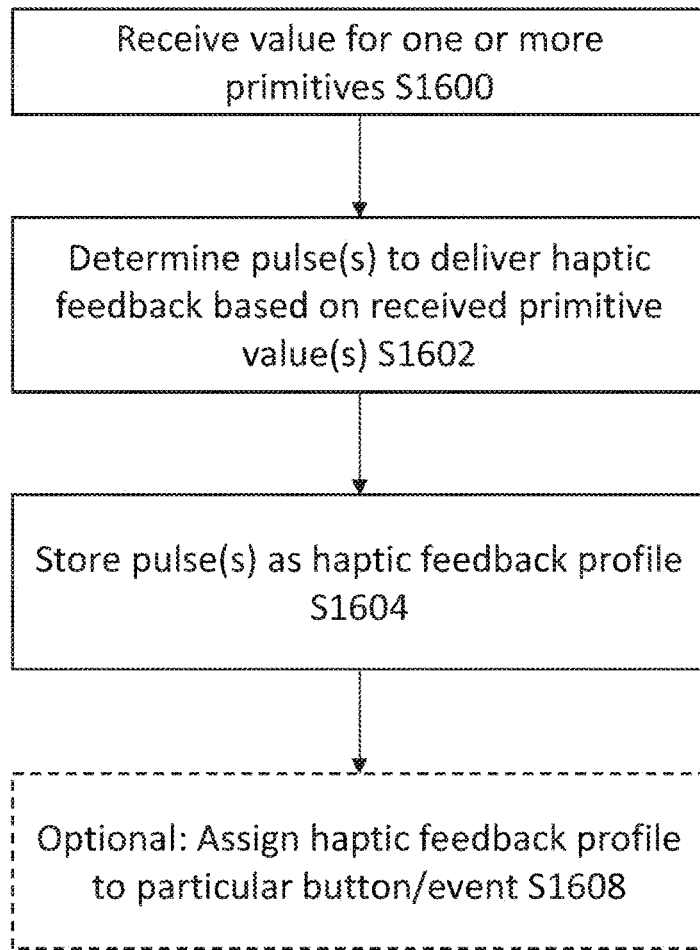 Receive value for one or more
primitives S1600
Determine pulse(s) to deliver haptic
feedback based on received primitive
value(s) S1602
Store pulse(s) as haptic feedback profile
S1604
Optional: Assign haptic feedback profile
to particular button/event S1608